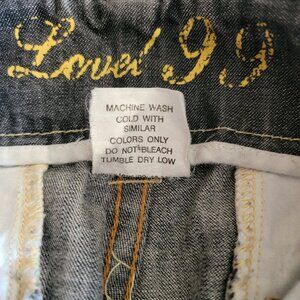 Level 99
MACHINE WASH
COLD WITH
SIMILAR
COLORS ONLY
DO NOT BLEACH
TUMBLE DRY LOW